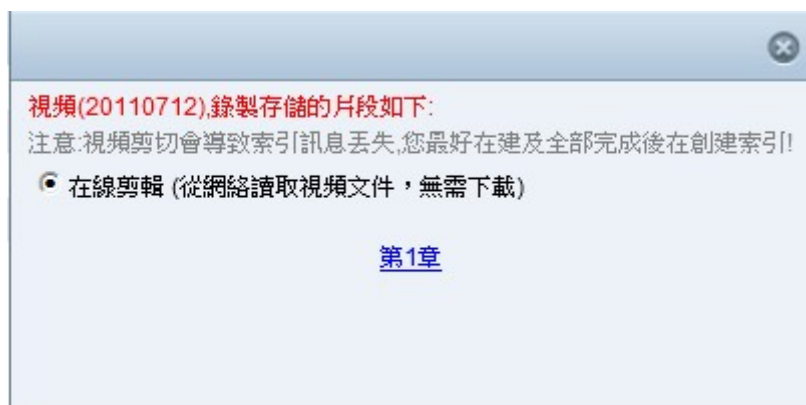 視頻(20110712),錄製存儲的片段如下:
注意:視頻剪切會導致索引訊息丟失,您最好在建及全部完成後在創建索引!
在線剪輯 (從網絡讀取視頻文件，無需下載)
第1章